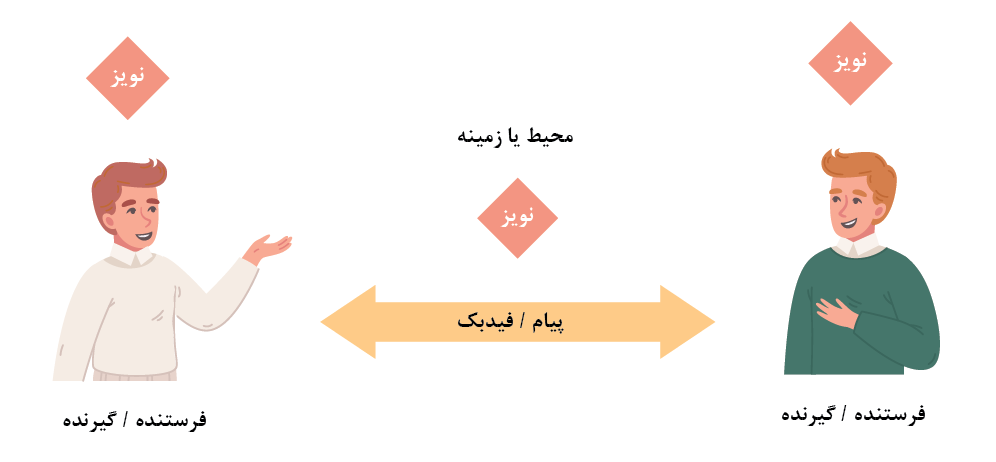 نویز
نویز
محیط یا زمینه
نویز
پیام / فیدبک
فرستنده / گیرنده
فرستنده / گیرنده